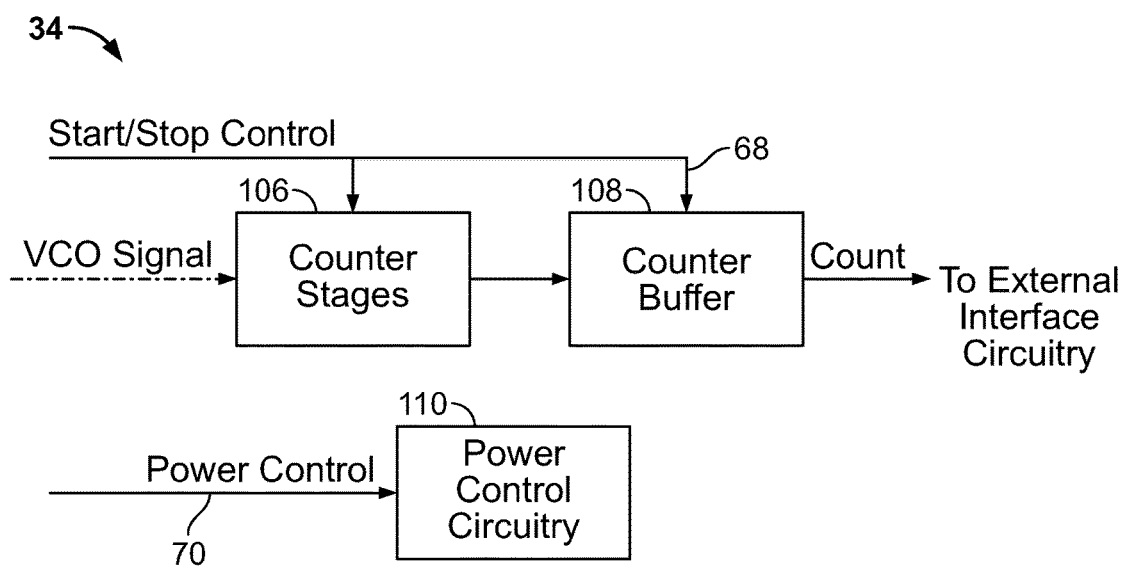 34
Start/Stop Control
68
106
108
VCO Signal
Counter
Stages
Counter
Buffer
Count
To External
Interface
Circuitry
110
Power Control
Power
Control
Circuitry
70